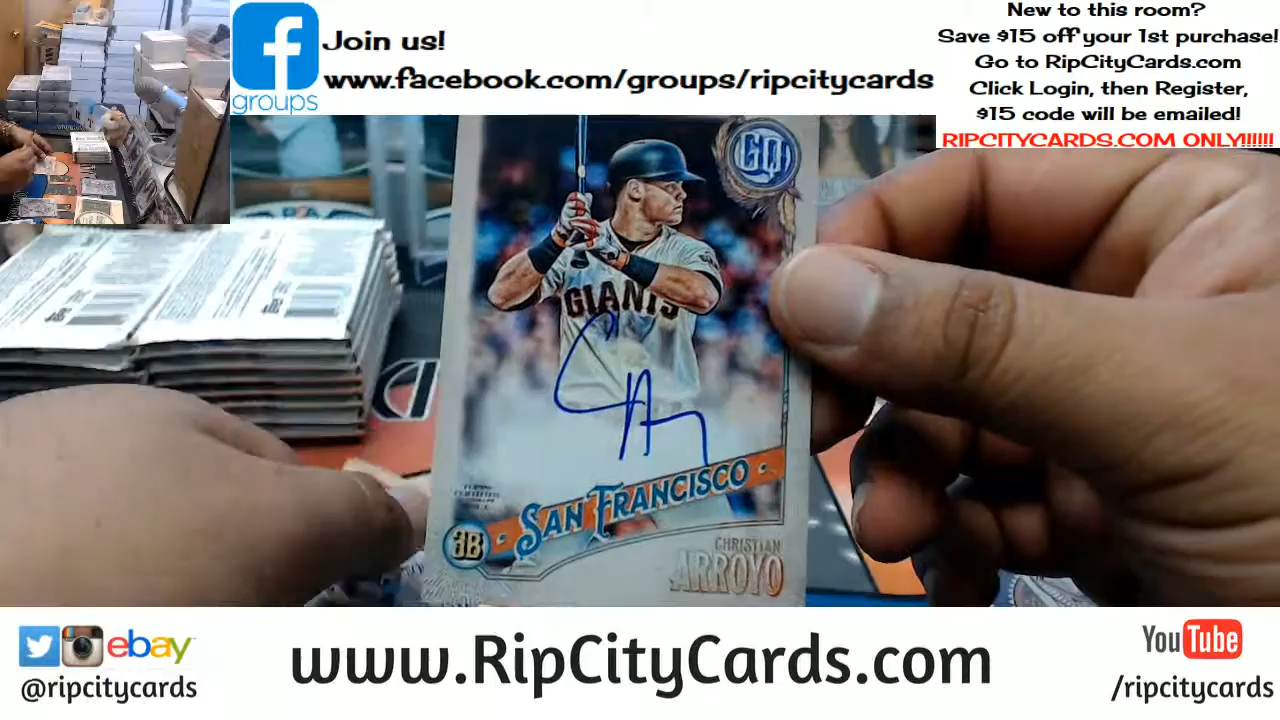 Join us!
www.facebook.com/groups/ripcitycards
groups
New to this room?
Save $15 off your 1st purchase!
Go to RipCityCards.com
Click Login, then Register,
$15 code will be emailed!
RIPCITYCARDS.COM ONLY!!!!!!
GQ
GIANTS
CA
SAN FRANCISCO
3B
CHRISTIAN
ARROYO
ebay
@ripcitycards
www.RipCityCards.com
YouTube
/ripcitycards